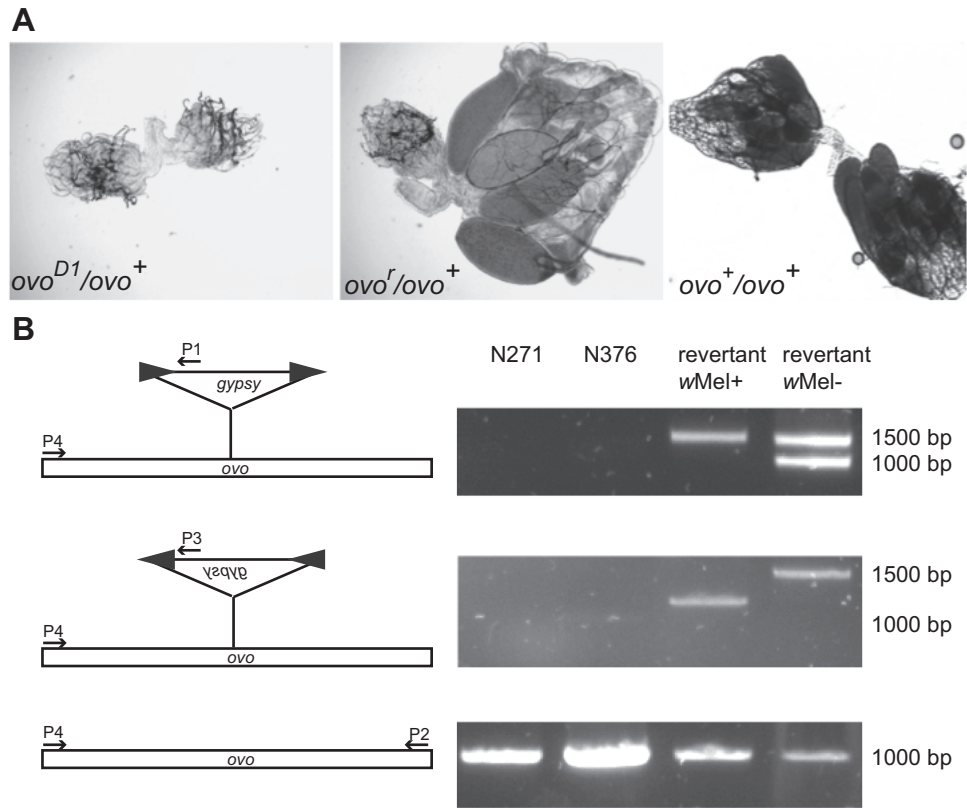 A
ovoD1/ovo+
ovor/ovo+
ovo+/ovo+
B
P1
gypsy
P4
ovo
N271
N376
revertant
wMel+
revertant
wMel-
1500 bp
1000 bp
P3
gypsy
P4
ovo
1500 bp
1000 bp
P4
P2
ovo
1000 bp